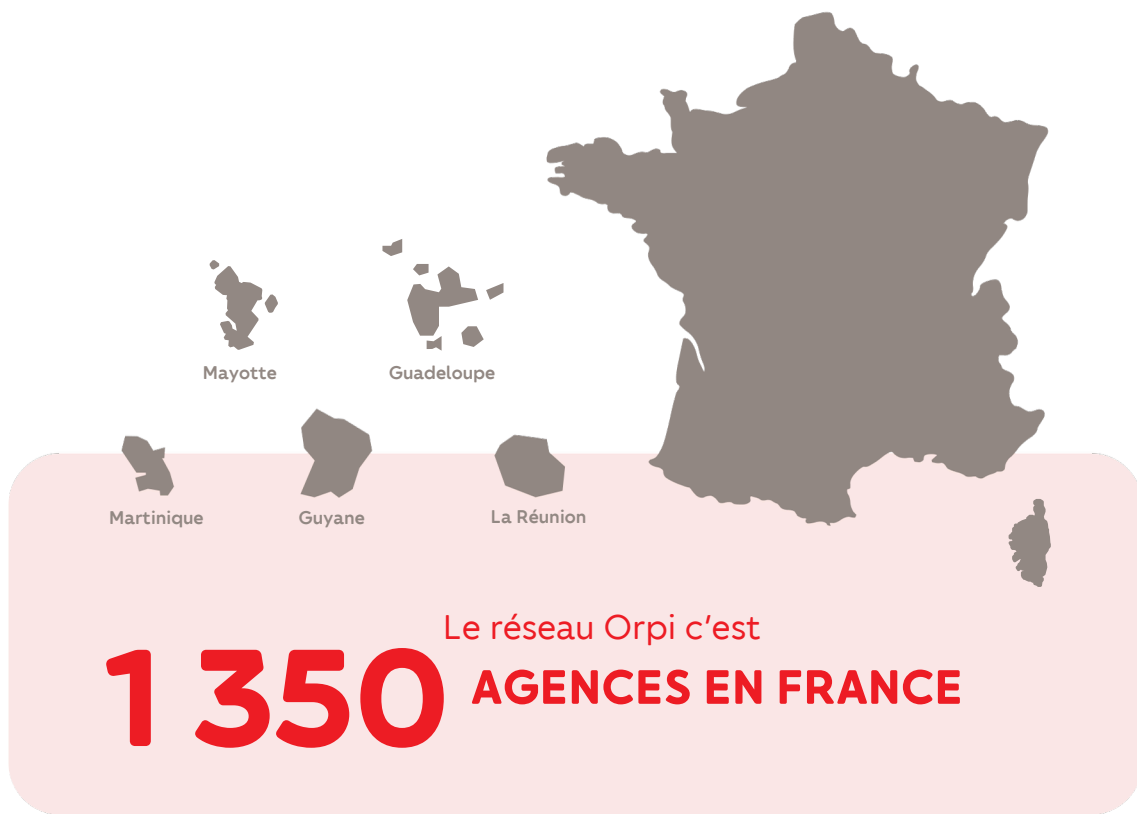 Mayotte
Guadeloupe
Martinique
Guyane
La Réunion
Le réseau Orpi c’est
1 350 AGENCES EN FRANCE